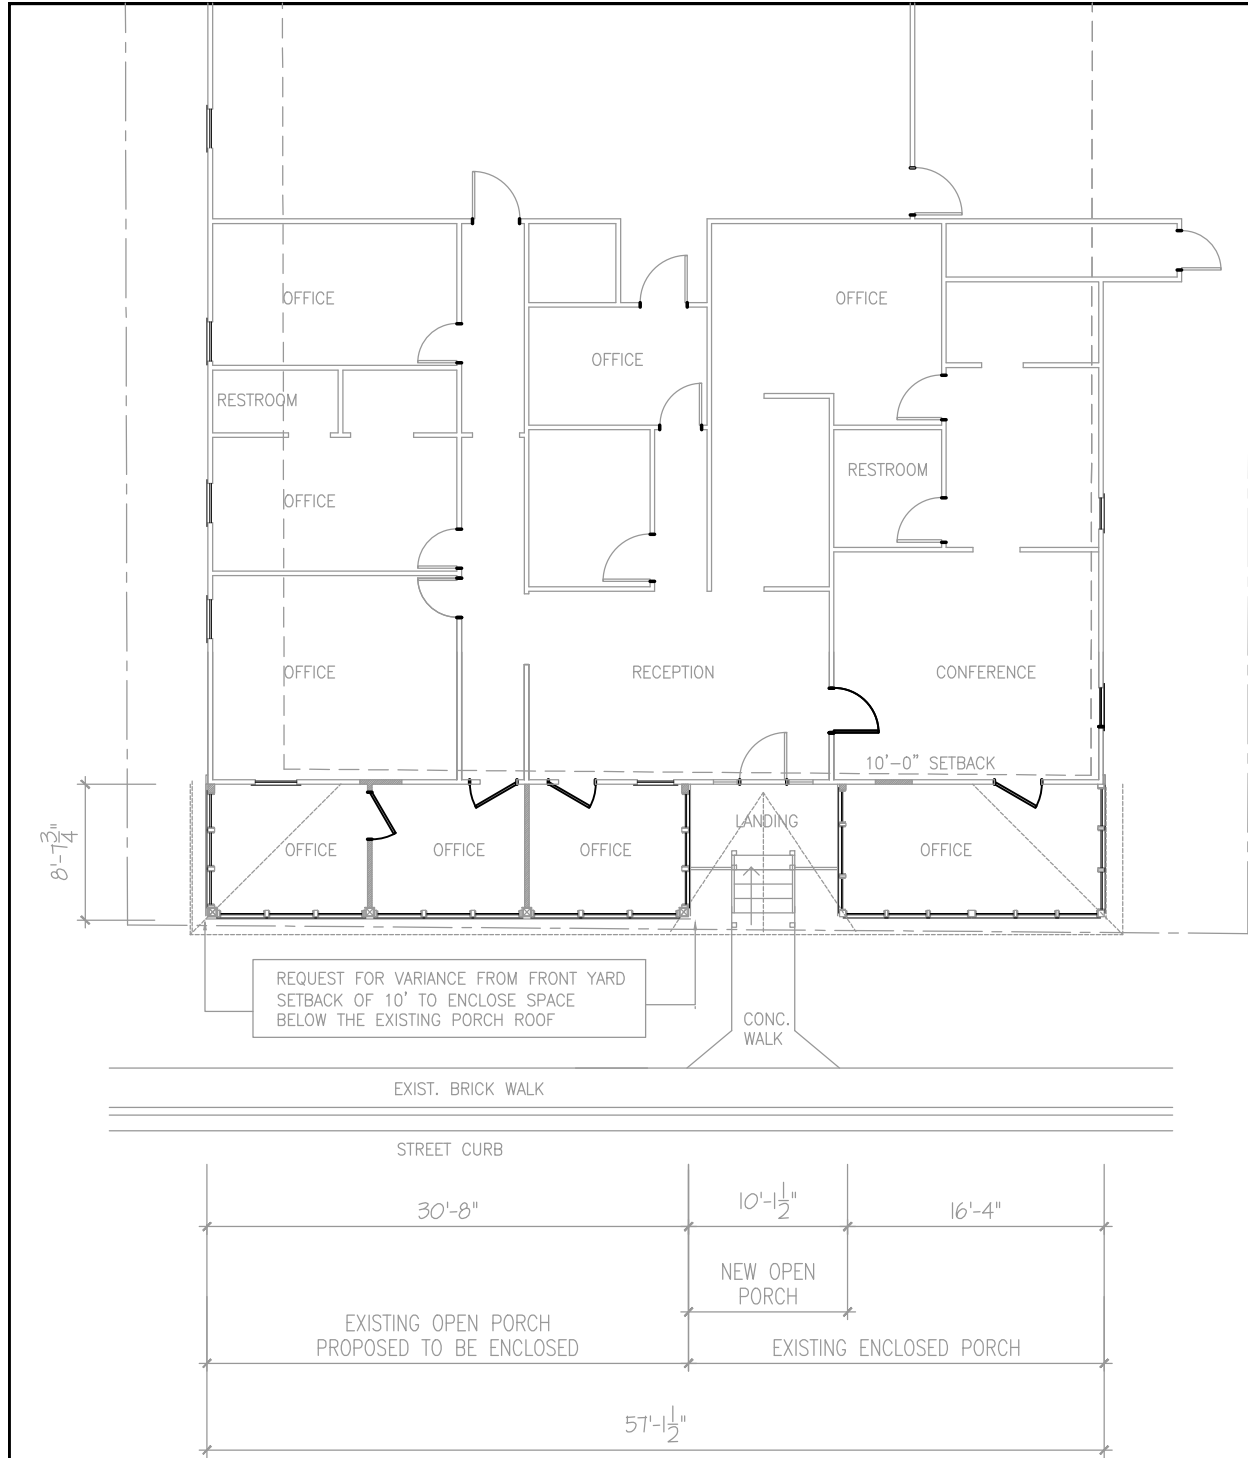 OFFICE
OFFICE
OFFICE
RESTROOM
RESTROOM
OFFICE
OFFICE
RECEPTION
CONFERENCE
10'-0" SETBACK
LANDING
8'-7 3/4"
OFFICE
OFFICE
OFFICE
OFFICE
REQUEST FOR VARIANCE FROM FRONT YARD
SETBACK OF 10' TO ENCLOSE SPACE
BELOW THE EXISTING PORCH ROOF
CONC.
WALK
EXIST. BRICK WALK
STREET CURB
30'-8"
10'-1 1/2"
16'-4"
NEW OPEN
PORCH
EXISTING OPEN PORCH
PROPOSED TO BE ENCLOSED
EXISTING ENCLOSED PORCH
57'-1 1/2"